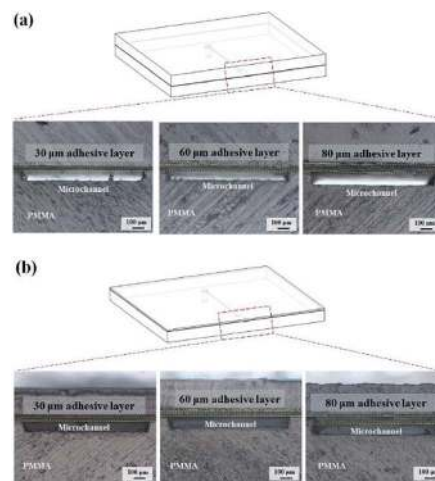 (a)
30 μm adhesive layer
60 μm adhesive layer
80 μm adhesive layer
Microchannel
Microchannel
Microchannel
PMMA
PMMA
PMMA
100 μm
100 μm
100 μm
(b)
30 μm adhesive layer
60 μm adhesive layer
80 μm adhesive layer
Microchannel
Microchannel
Microchannel
PMMA
PMMA
PMMA
100 μm
100 μm
100 μm